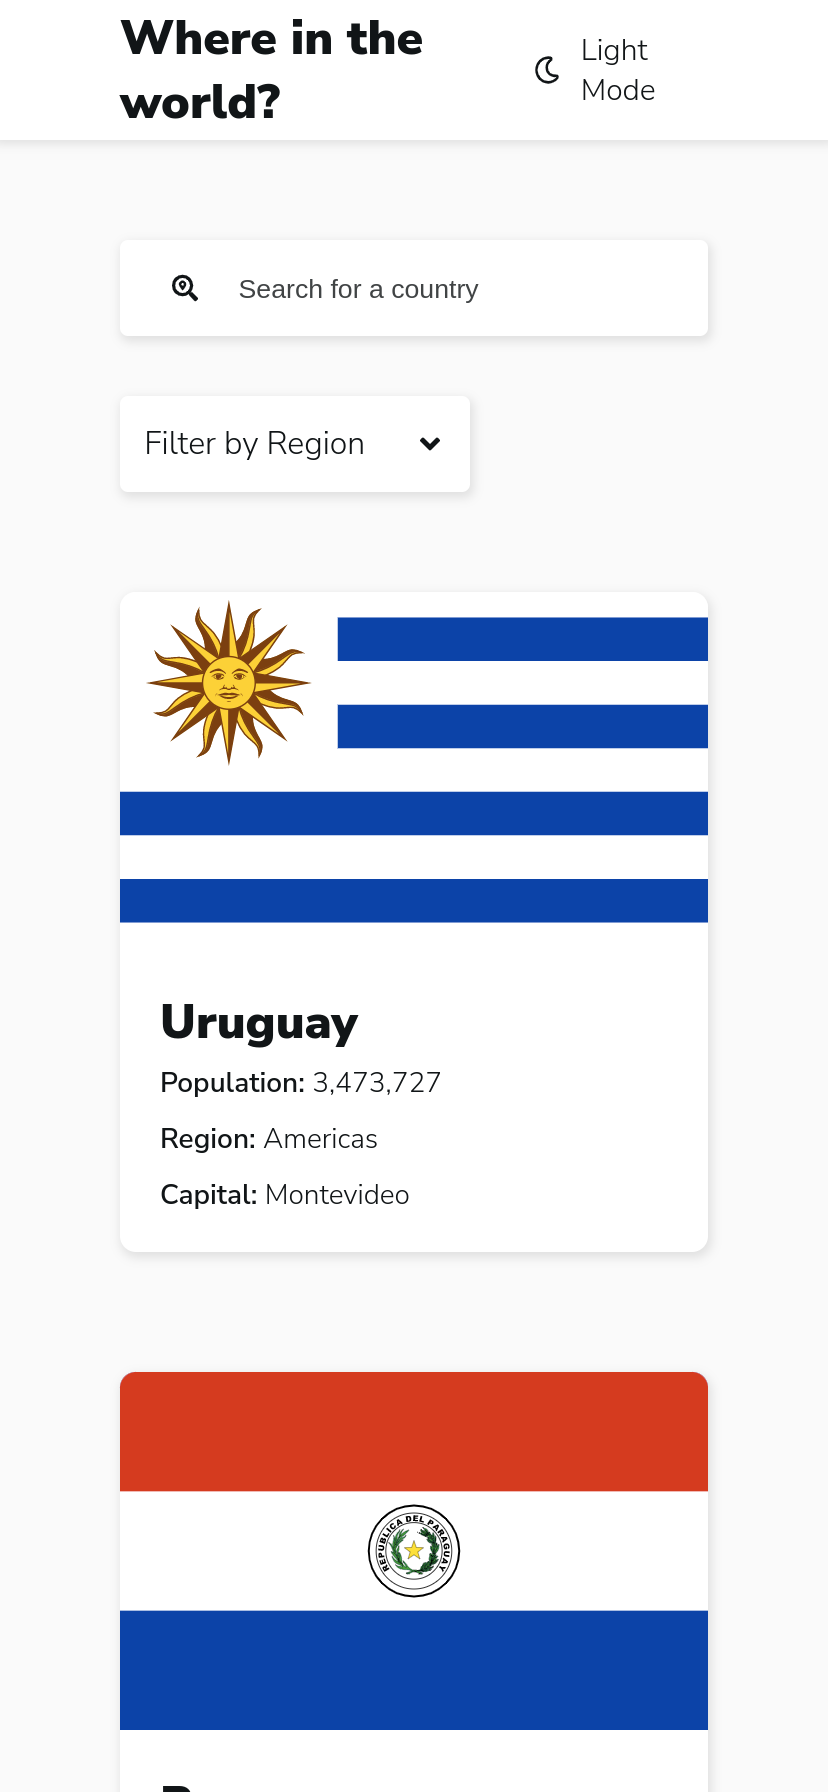 Where in the
world?
Light
Mode
Search for a country
Filter by Region
Uruguay
Population: 3,473,727
Region: Americas
Capital: Montevideo
REPUBLICA DEL PARAGUAY